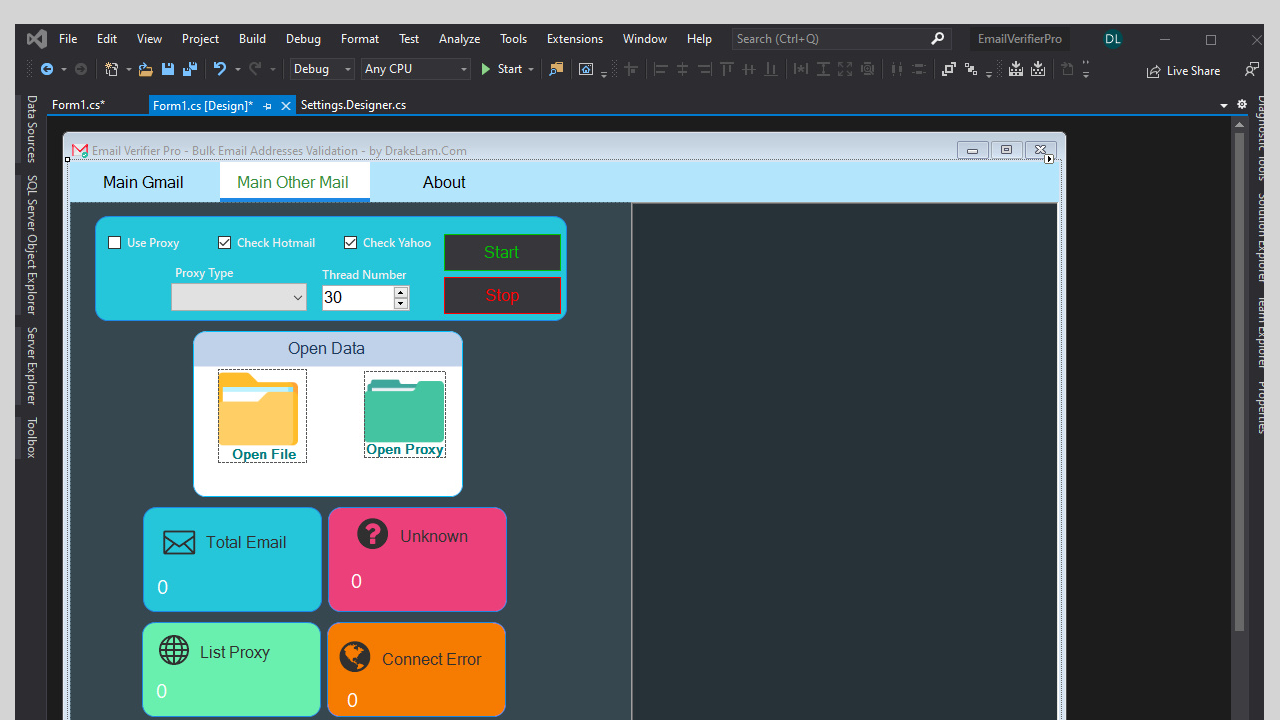 File Edit View Project Build Debug Format Test Analyze Tools Extensions Window Help Search (Ctrl+Q) EmailVerifierPro DL
Debug Any CPU Start Live Share
Form1.cs* Form1.cs [Design]* Settings.Designer.cs
Data Sources
SQL Server Object Explorer
Server Explorer
Toolbox
Email Verifier Pro - Bulk Email Addresses Validation - by DrakeLam.Com
Main Gmail Main Other Mail About
Use Proxy Check Hotmail Check Yahoo Start
Proxy Type Thread Number
30 Stop
Open Data
Open File Open Proxy
Total Email Unknown
0 0
List Proxy Connect Error
0 0
Diagnostic Tools
Solution Explorer
Team Explorer
Properties